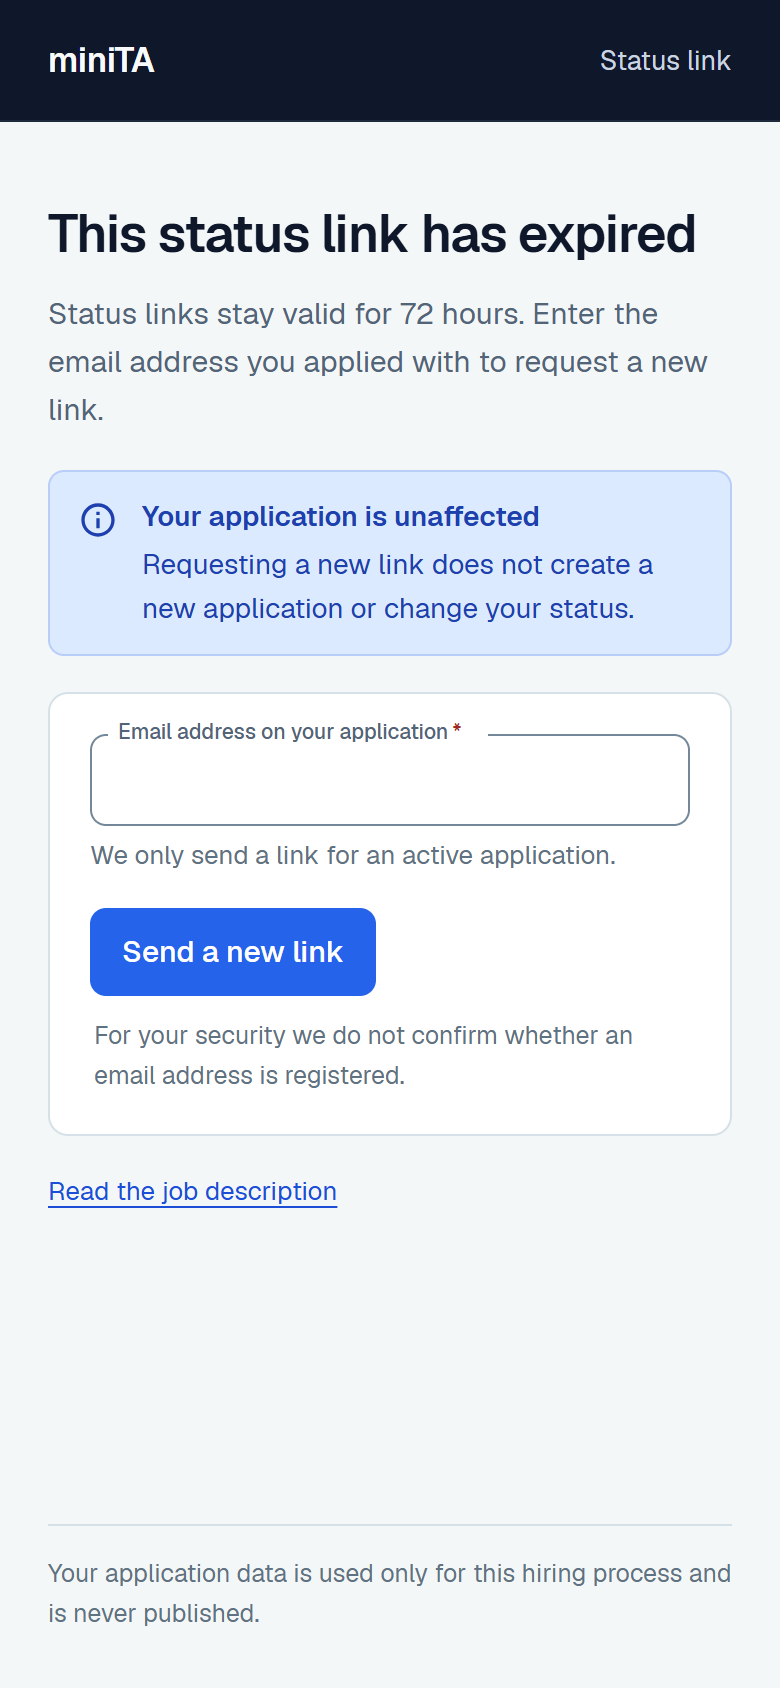 miniTA
Status link
This status link has expired
Status links stay valid for 72 hours. Enter the
email address you applied with to request a new
link.
Your application is unaffected
Requesting a new link does not create a
new application or change your status.
Email address on your application *
We only send a link for an active application.
Send a new link
For your security we do not confirm whether an
email address is registered.
Read the job description
Your application data is used only for this hiring process and
is never published.